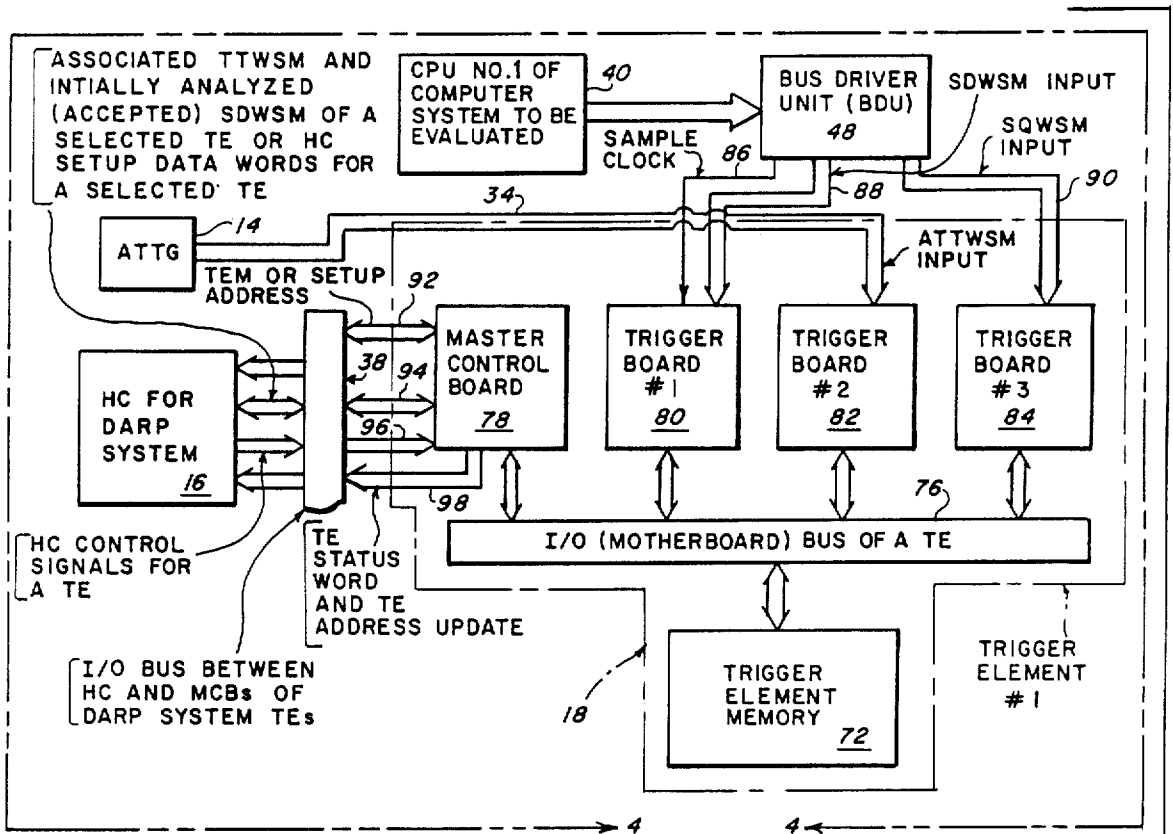 ASSOCIATED TTWSM AND
INTIALLY ANALYZED
(ACCEPTED) SDWSM OF A
SELECTED TE OR HC
SETUP DATA WORDS FOR
A SELECTED TE
CPU NO.1 OF
COMPUTER
SYSTEM TO BE
EVALUATED
40
BUS DRIVER
UNIT (BDU)
48
SDWSM INPUT
SQWSM
INPUT
SAMPLE
CLOCK
86
88
90
34
14
ATTG
ATTWSM
INPUT
TEM OR SETUP
ADDRESS
92
38
94
96
98
HC FOR
DARP
SYSTEM
16
MASTER
CONTROL
BOARD
78
TRIGGER
BOARD
#1
80
TRIGGER
BOARD
#2
82
TRIGGER
BOARD
#3
84
76
I/O (MOTHERBOARD) BUS OF A TE
HC CONTROL
SIGNALS FOR
A TE
TE
STATUS
WORD
AND TE
ADDRESS UPDATE
I/O BUS BETWEEN
HC AND MCBs OF
DARP SYSTEM TEs
18
TRIGGER
ELEMENT
MEMORY
72
TRIGGER
ELEMENT
#1
4
4